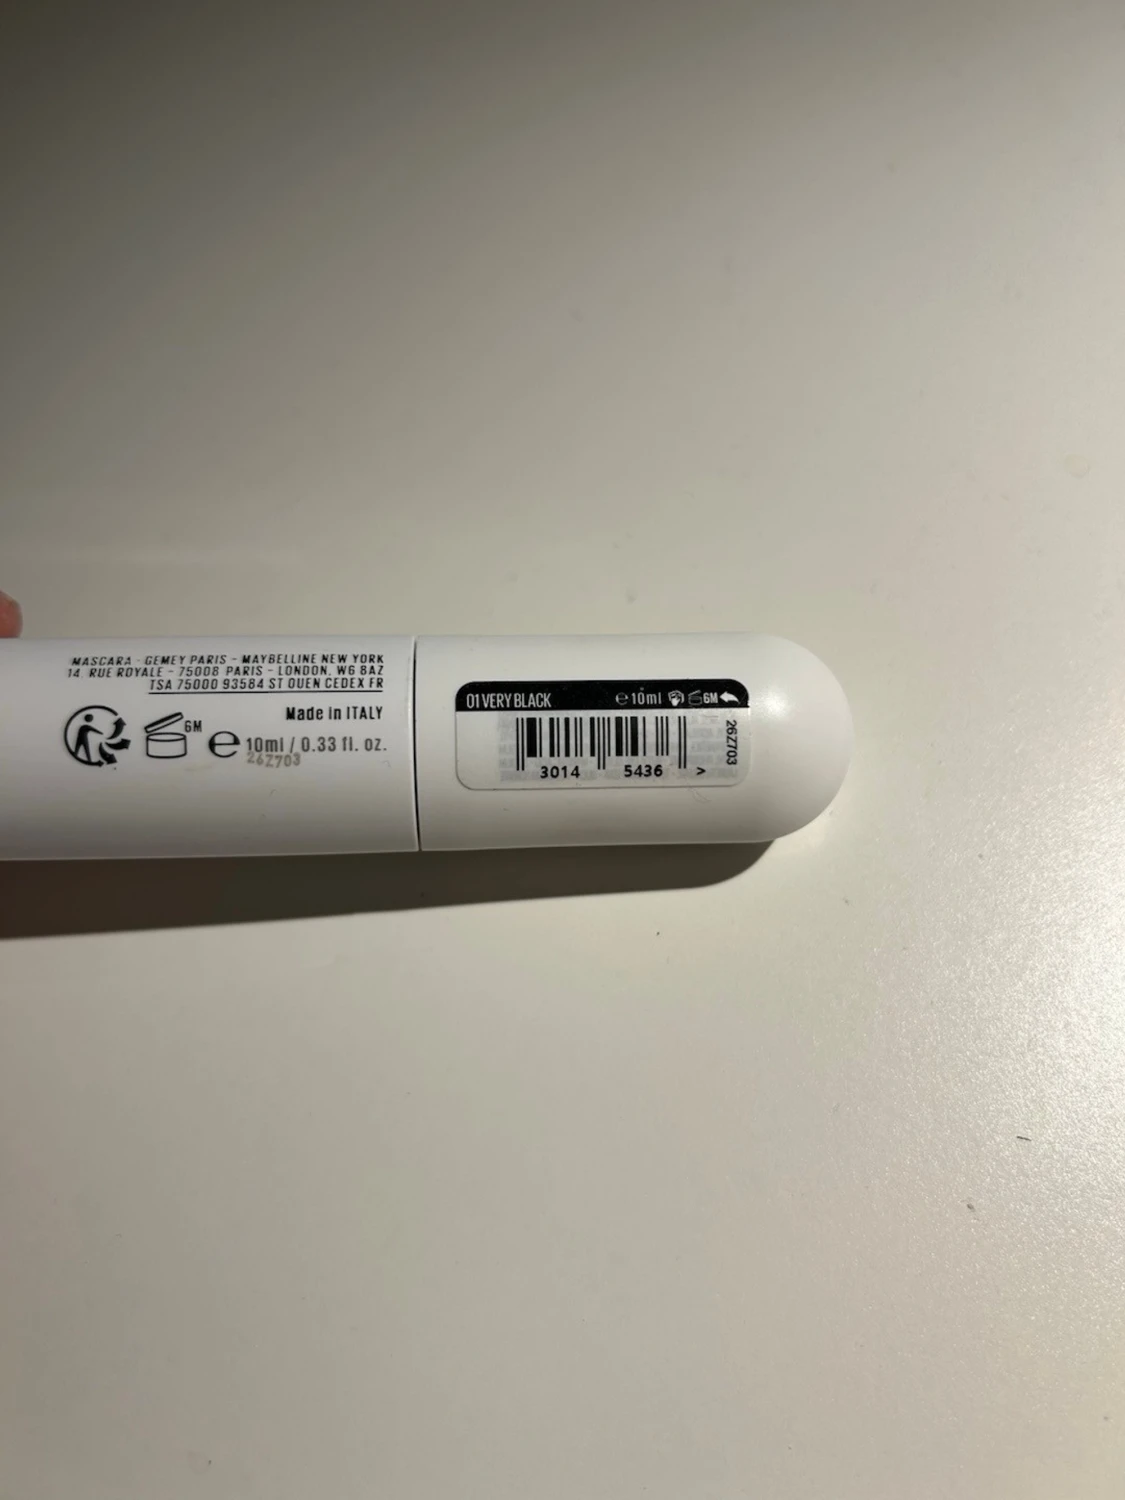 MASCARA - GEMEY PARIS - MAYBELLINE NEW YORK
14 RUE ROYALE - 75008 PARIS - LONDON, W6 8AZ
TSA 75000 93584 ST OUEN CEDEX FR
Made in ITALY
6M
e 10ml / 0.33 fl. oz.
26Z703
01 VERY BLACK e 10ml 6M
26Z703
3014 5436 >